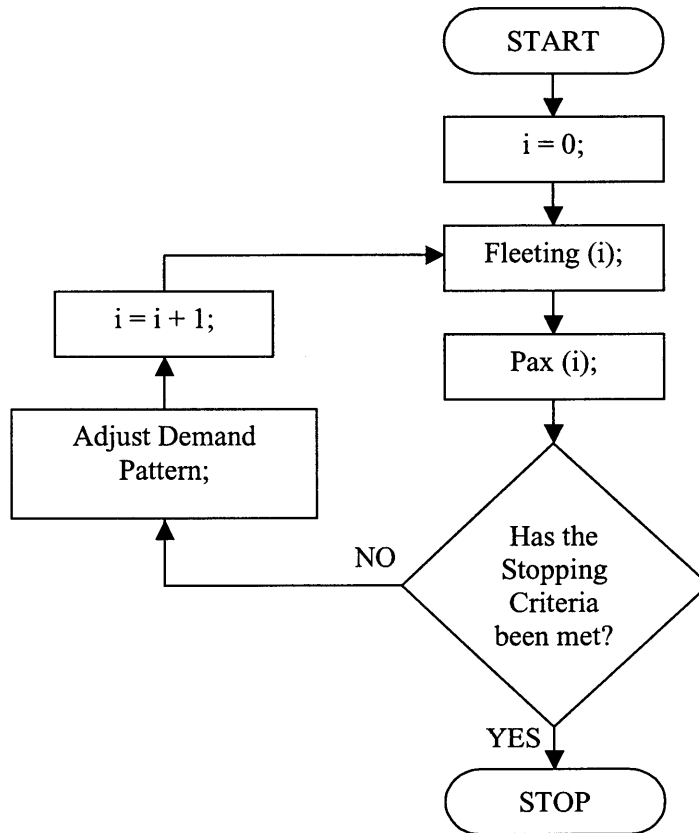 START
i = 0;
Fleeting (i);
i = i + 1;
Pax (i);
Adjust Demand
Pattern;
Has the
Stopping
Criteria
been met?
NO
YES
STOP